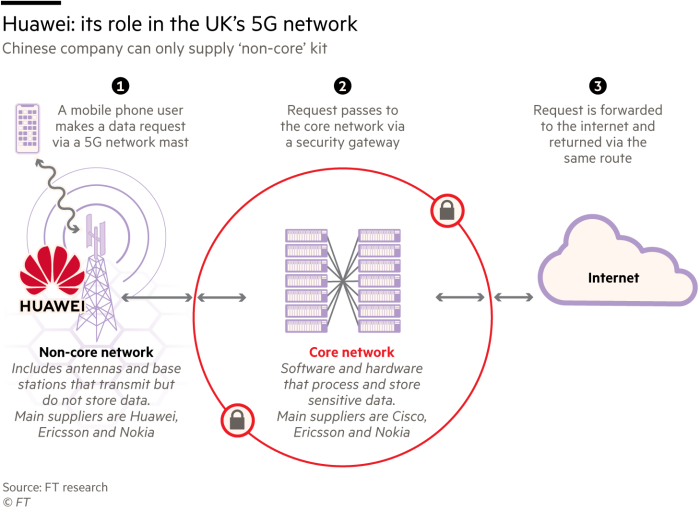 Huawei: its role in the UK’s 5G network
Chinese company can only supply ‘non-core’ kit
1
A mobile phone user
makes a data request
via a 5G network mast
2
Request passes to
the core network via
a security gateway
3
Request is forwarded
to the internet and
returned via the
same route
HUAWEI
Internet
Non-core network
Includes antennas and base
stations that transmit but
do not store data.
Main suppliers are Huawei,
Ericsson and Nokia
Core network
Software and hardware
that process and store
sensitive data.
Main suppliers are Cisco,
Ericsson and Nokia
Source: FT research
© FT